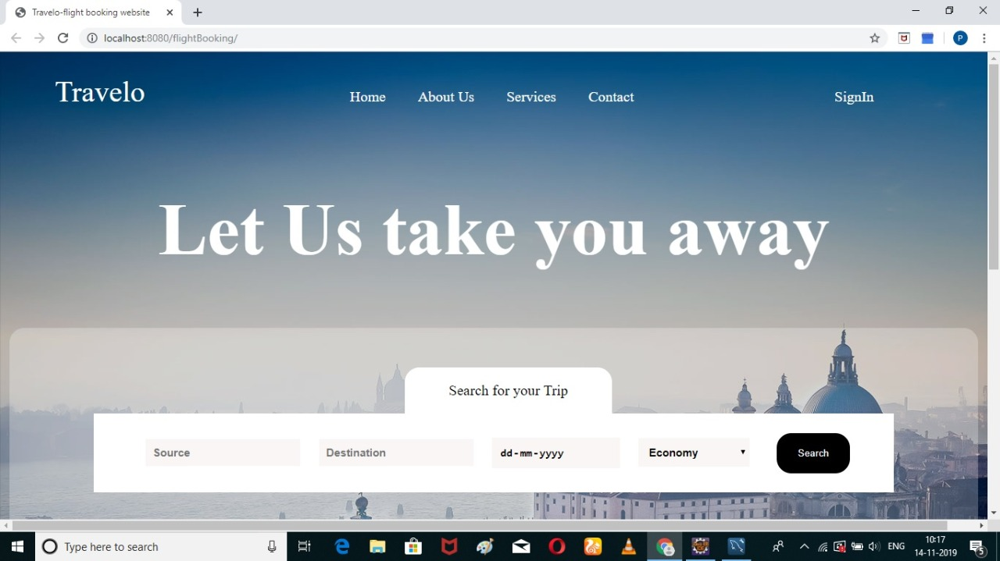 Travelo-flight booking website
localhost:8080/flightBooking/
P
Travelo
Home About Us Services Contact SignIn
Let Us take you away
Search for your Trip
Source Destination dd-mm-yyyy Economy Search
Type here to search
ENG
10:17
14-11-2019
5